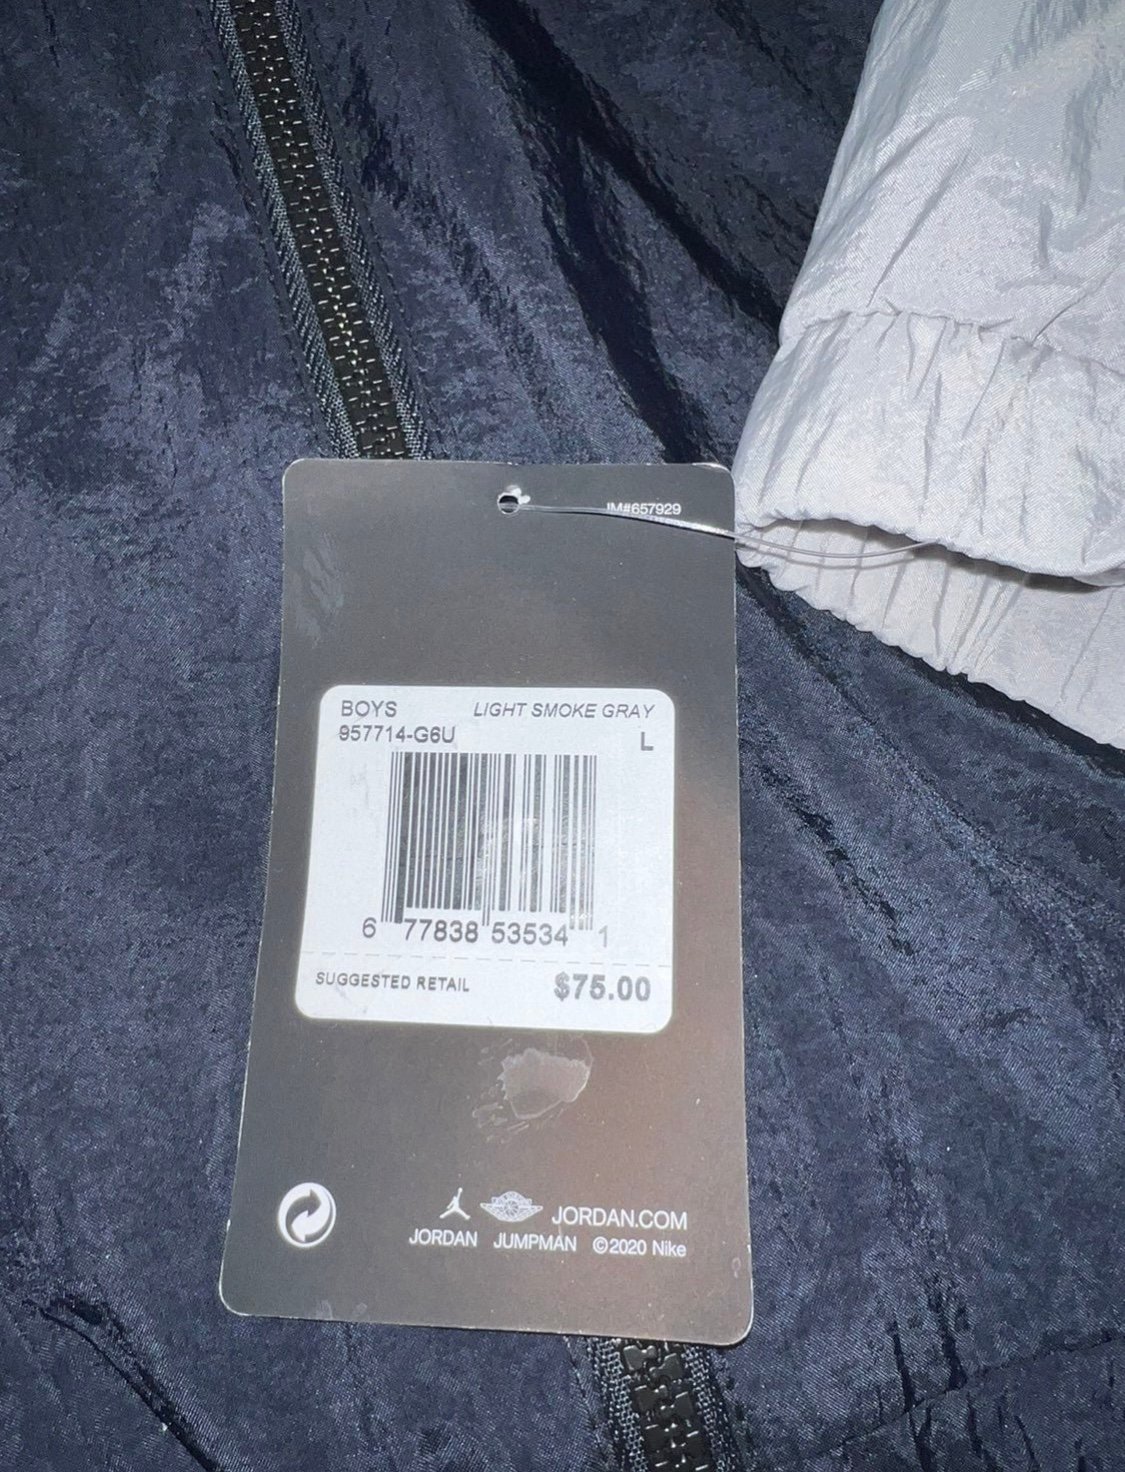 IM#657929
BOYS LIGHT SMOKE GRAY
957714-G6U L
6 77838 53534 1
SUGGESTED RETAIL $75.00
JORDAN.COM
JORDAN JUMPMAN ©2020 Nike